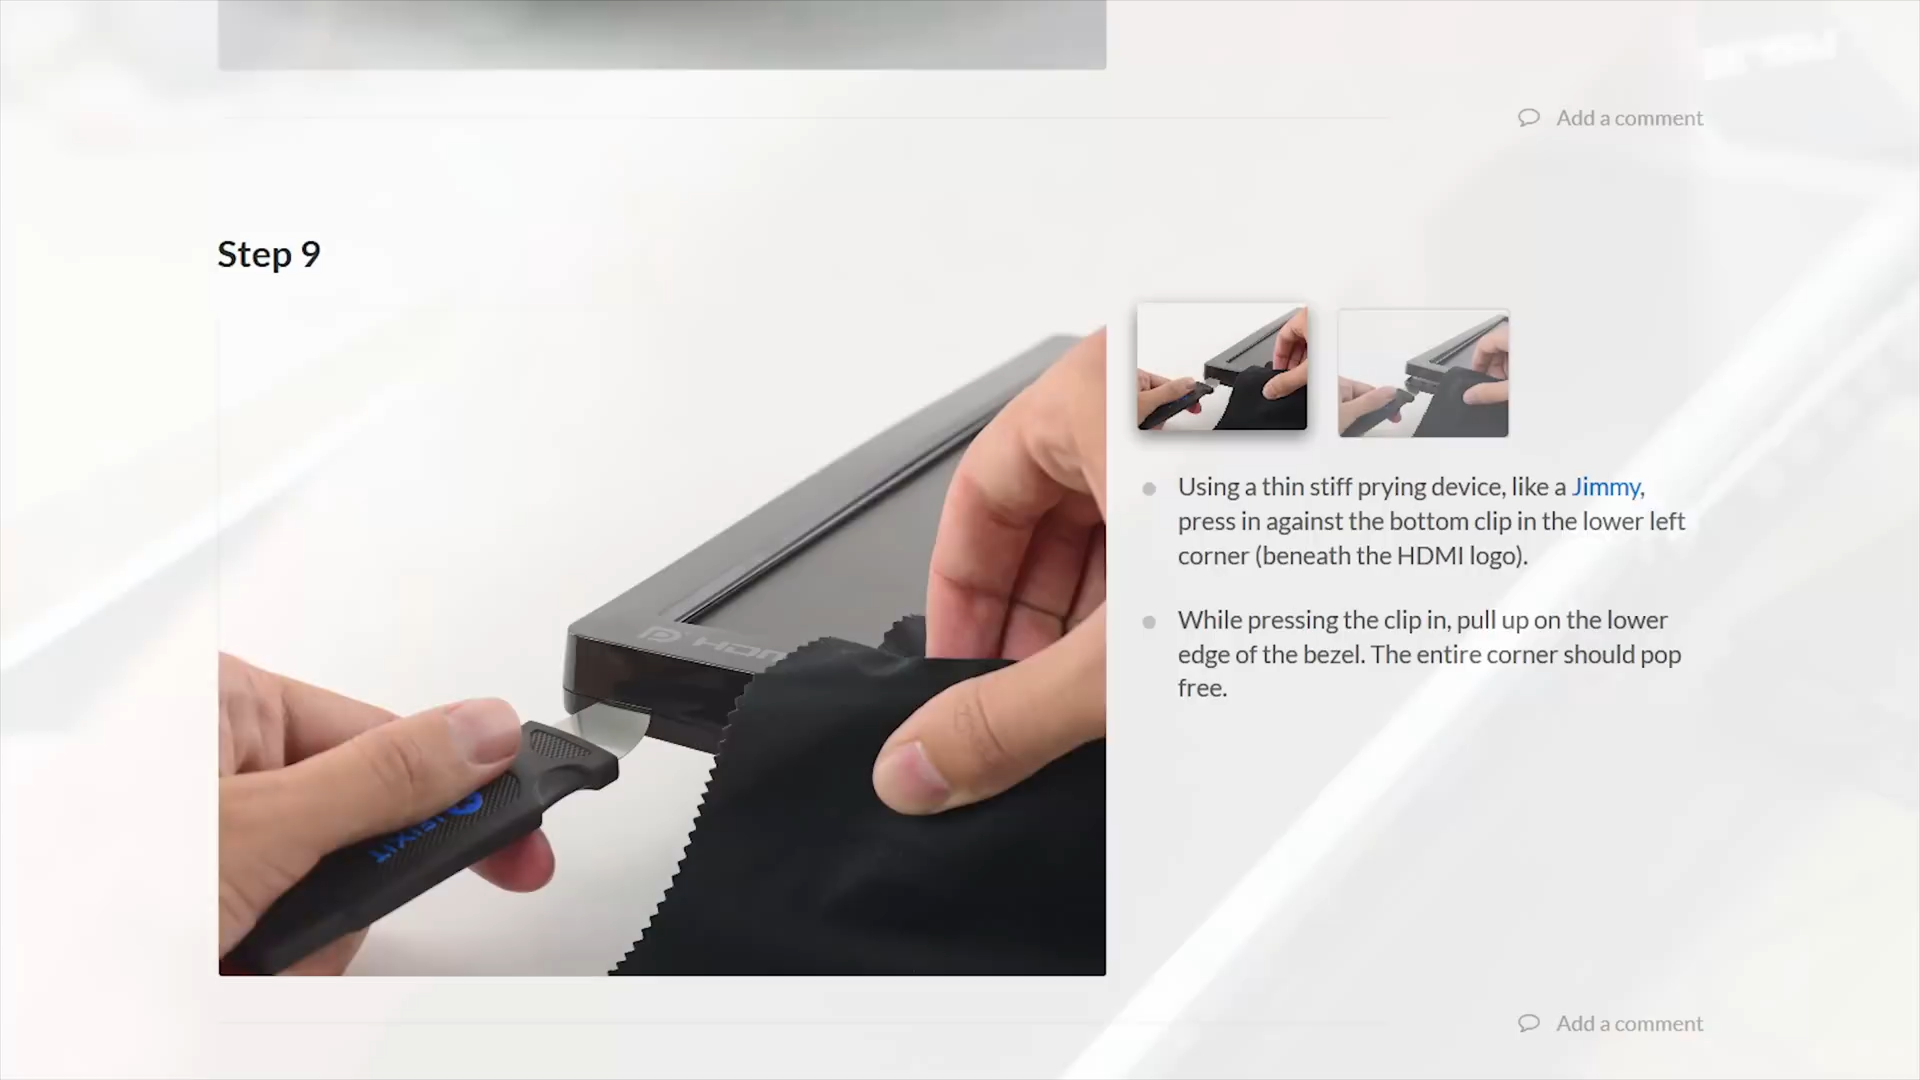 Add a comment
Step 9
Using a thin stiff prying device, like a Jimmy,
press in against the bottom clip in the lower left
corner (beneath the HDMI logo).
While pressing the clip in, pull up on the lower
edge of the bezel. The entire corner should pop
free.
HDMI
IFIXIT
Add a comment